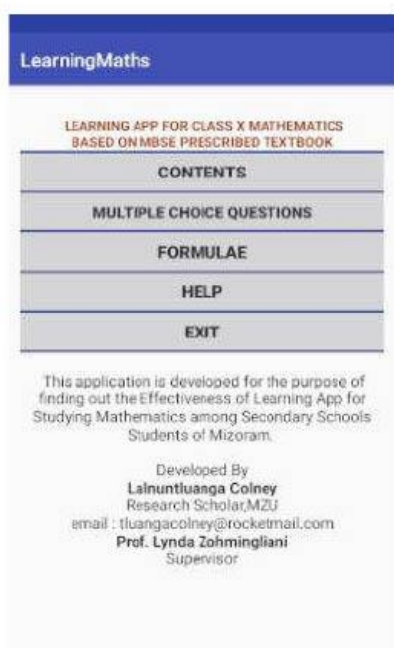 LearningMaths
LEARNING APP FOR CLASS X MATHEMATICS
BASED ON MBSE PRESCRIBED TEXTBOOK
CONTENTS
MULTIPLE CHOICE QUESTIONS
FORMULAE
HELP
EXIT
This application is developed for the purpose of
finding out the Effectiveness of Learning App for
Studying Mathematics among Secondary Schools
Students of Mizoram.
Developed By
Lalnuntluanga Colney
Research Scholar,MZU
email : tluangacolney@rocketmail.com
Prof. Lynda Zohmingliani
Supervisor